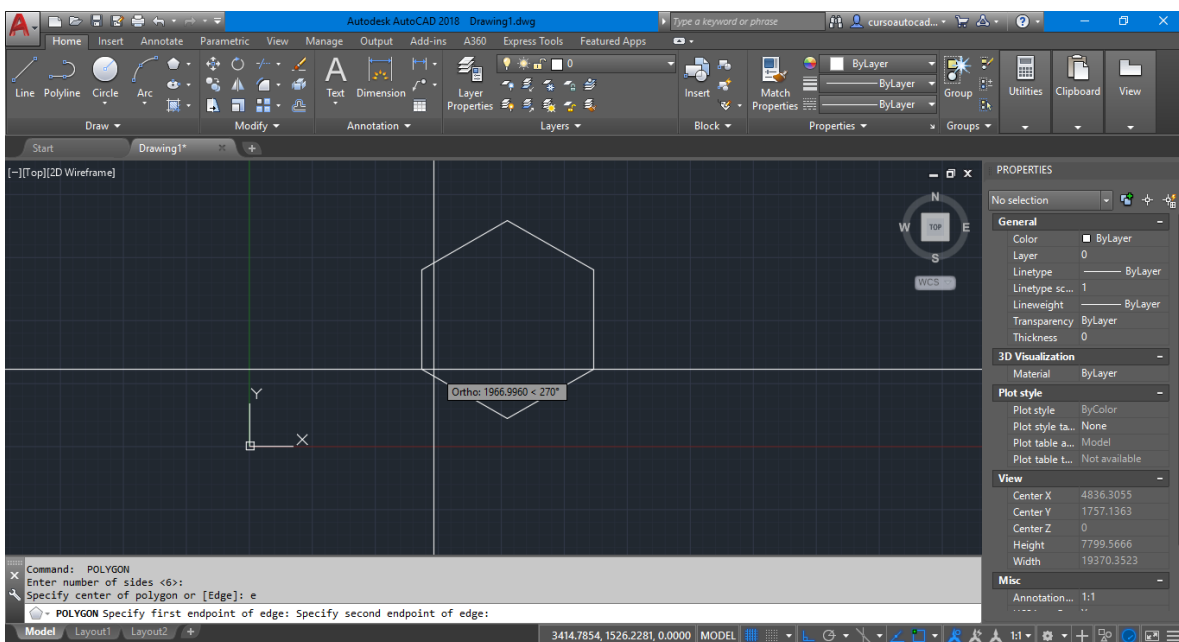 Autodesk AutoCAD 2018 Drawing1.dwg Type a keyword or phrase cursoautocad...
Home Insert Annotate Parametric View Manage Output Add-ins A360 Express Tools Featured Apps
Line Polyline Circle Arc Text Dimension Layer Properties 0 Insert Match Properties ByLayer ByLayer ByLayer Group Utilities Clipboard View
Draw Modify Annotation Layers Block Properties Groups
Start Drawing1* +
[−][Top][2D Wireframe]
N
W TOP E
S
WCS
Ortho: 1966.9960 < 270°
Y
X
PROPERTIES
No selection
General
Color ByLayer
Layer 0
Linetype ByLayer
Linetype sc... 1
Lineweight ByLayer
Transparency ByLayer
Thickness 0
3D Visualization
Material ByLayer
Plot style
Plot style ByColor
Plot style ta... None
Plot table a... Model
Plot table t... Not available
View
Center X 4836.3055
Center Y 1757.1363
Center Z 0
Height 7799.5666
Width 19370.3523
Misc
Annotation... 1:1
Command: POLYGON
Enter number of sides <6>:
Specify center of polygon or [Edge]: e
POLYGON Specify first endpoint of edge: Specify second endpoint of edge:
Model Layout1 Layout2 + 3414.7854, 1526.2281, 0.0000 MODEL 1:1